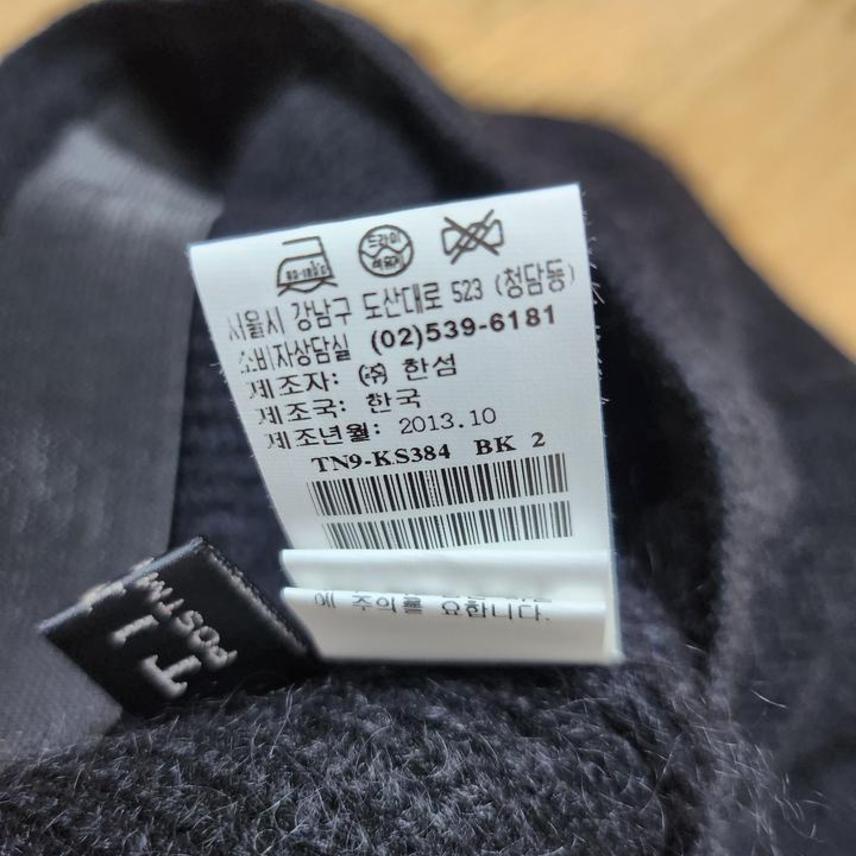 드라이
서울시 강남구 도산대로 523 (청담동)
소비자상담실 (02)539-6181
제조자: (주) 한섬
제조국: 한국
제조년월: 2013.10
TN9-KS384 BK 2
에 주의를 요합니다.
T
POST